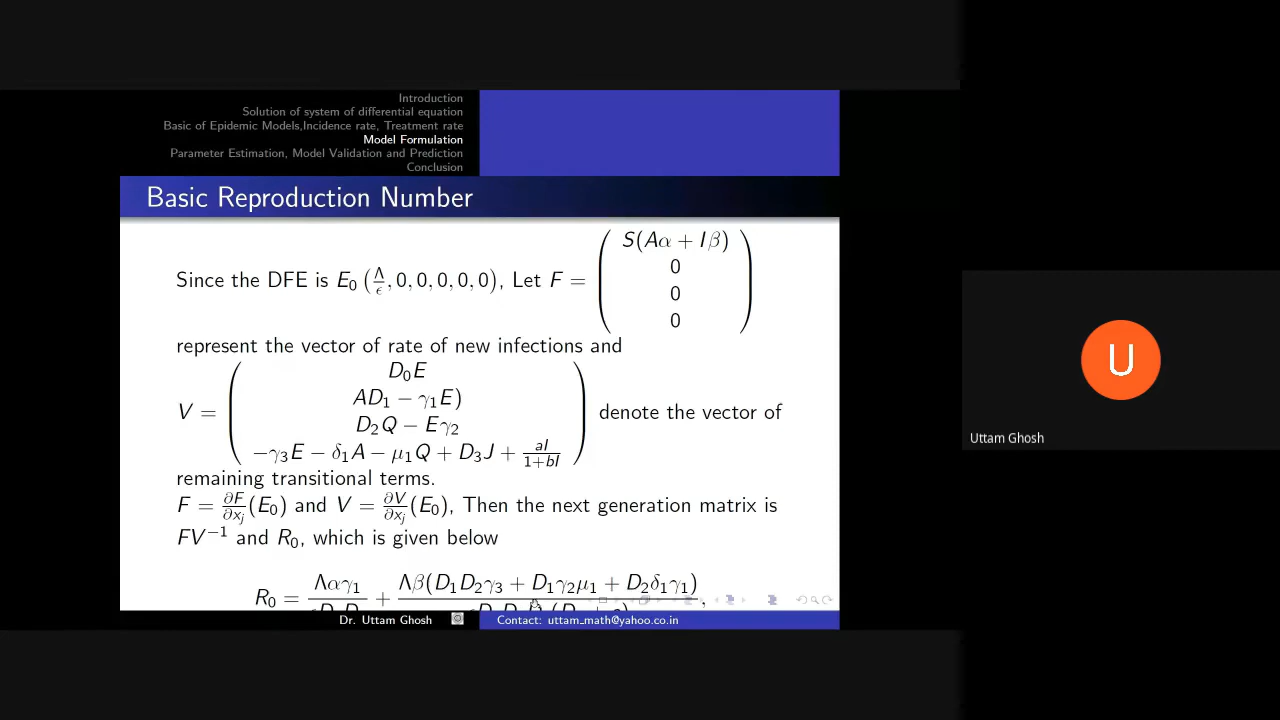 Introduction
Solution of system of differential equation
Basic of Epidemic Models,Incidence rate, Treatment rate
Model Formulation
Parameter Estimation, Model Validation and Prediction
Conclusion
Basic Reproduction Number
Since the DFE is E₀ (Λ/ϵ, 0, 0, 0, 0, 0), Let F =
S(Aα + Iβ)
0
0
0
represent the vector of rate of new infections and
V =
D₀E
AD₁ − γ₁E)
D₂Q − Eγ₂
−γ₃E − δ₁A − μ₁Q + D₃J + aI/1+bI
denote the vector of
remaining transitional terms.
F = ∂F/∂xⱼ(E₀) and V = ∂V/∂xⱼ(E₀), Then the next generation matrix is
FV⁻¹ and R₀, which is given below
R₀ = Λαγ₁ + Λβ(D₁D₂γ₃ + D₁γ₂μ₁ + D₂δ₁γ₁),
Dr. Uttam Ghosh
Contact: uttam_math@yahoo.co.in
U
Uttam Ghosh